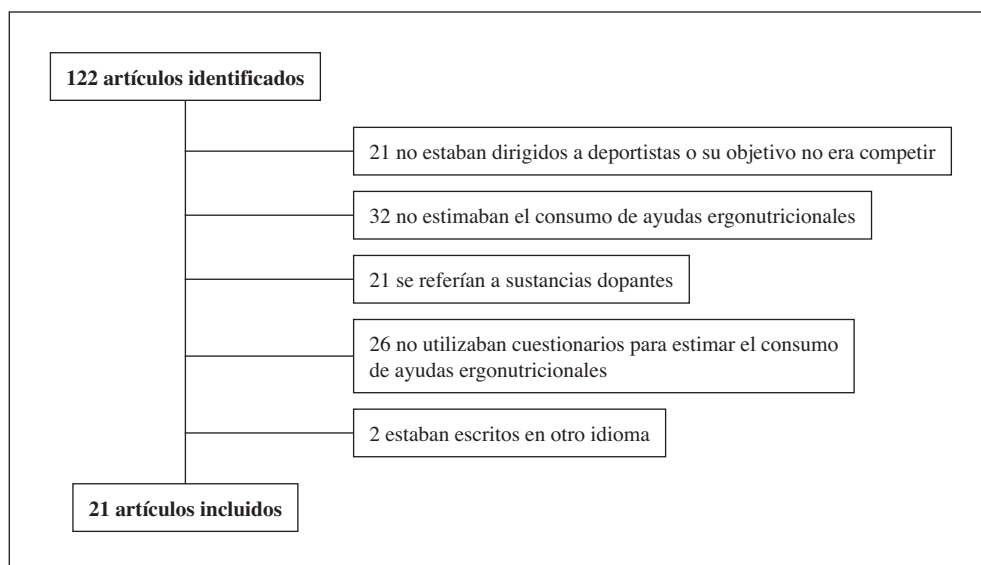 122 artículos identificados
21 no estaban dirigidos a deportistas o su objetivo no era competir
32 no estimaban el consumo de ayudas ergonutricionales
21 se referían a sustancias dopantes
26 no utilizaban cuestionarios para estimar el consumo
de ayudas ergonutricionales
2 estaban escritos en otro idioma
21 artículos incluidos